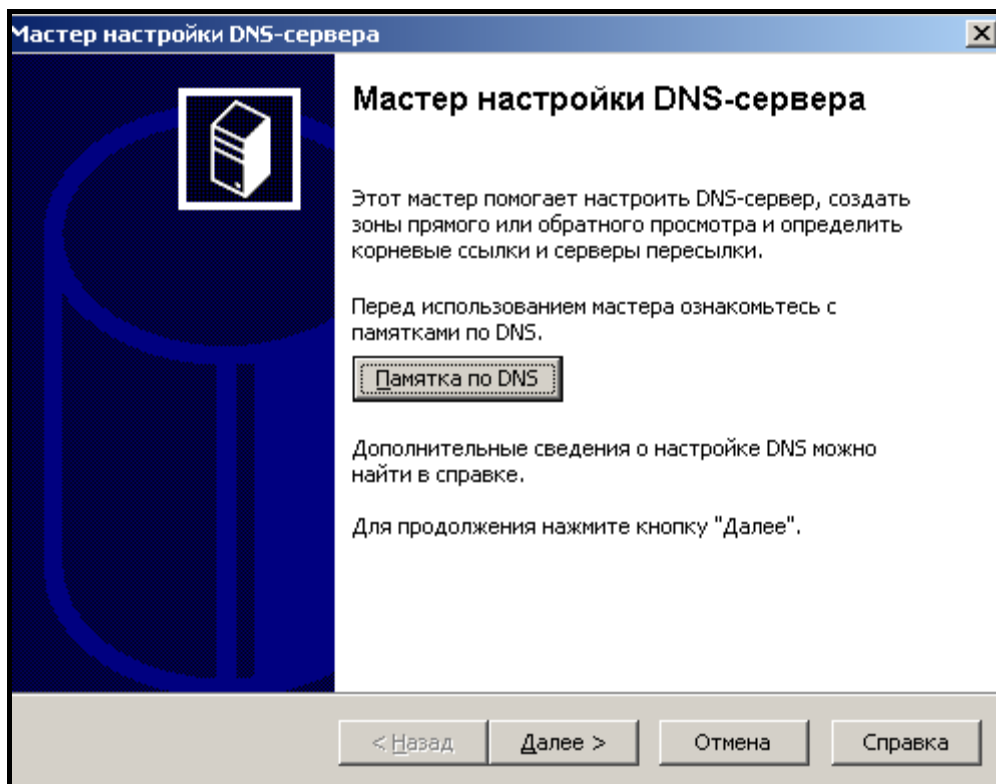 Мастер настройки DNS-сервера
Мастер настройки DNS-сервера
Этот мастер помогает настроить DNS-сервер, создать
зоны прямого или обратного просмотра и определить
корневые ссылки и серверы пересылки.
Перед использованием мастера ознакомьтесь с
памятками по DNS.
Памятка по DNS
Дополнительные сведения о настройке DNS можно
найти в справке.
Для продолжения нажмите кнопку "Далее".
< Назад
Далее >
Отмена
Справка